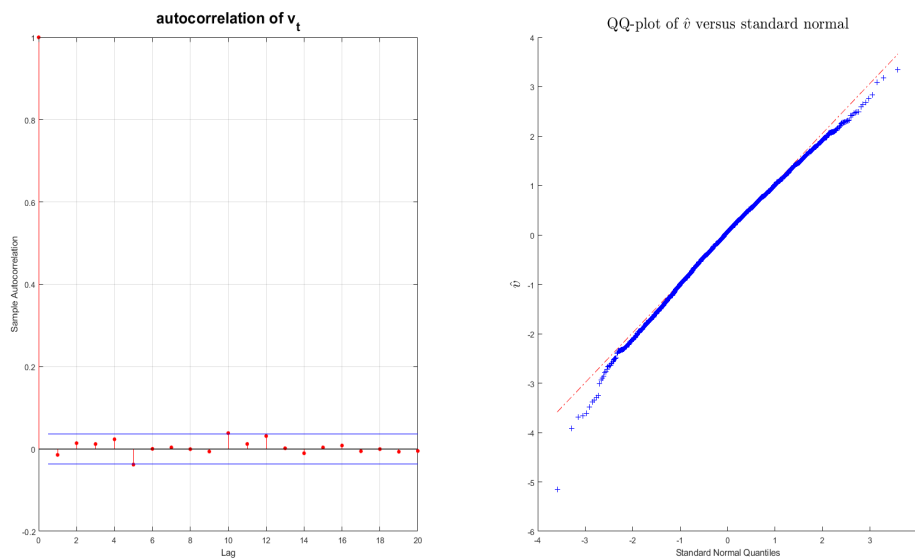 autocorrelation of v_t
1
0.8
0.6
0.4
0.2
0
-0.2
Sample Autocorrelation
0 2 4 6 8 10 12 14 16 18 20
Lag
QQ-plot of v̂ versus standard normal
4
3
2
1
0
-1
-2
-3
-4
-5
-6
v̂
-4 -3 -2 -1 0 1 2 3
Standard Normal Quantiles